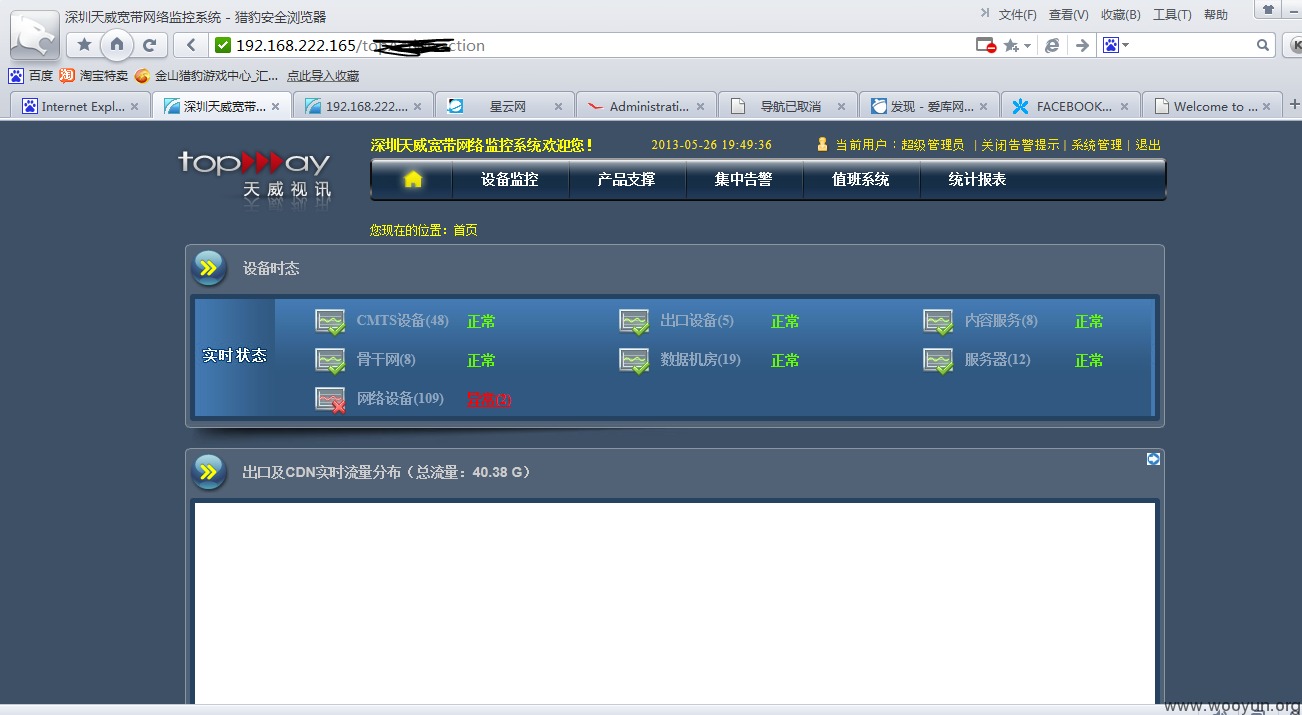 深圳天威宽带网络监控系统 - 猎豹安全浏览器
文件(F) 查看(V) 收藏(B) 工具(T) 帮助
192.168.222.165/to ction
百度 淘宝特卖 金山猎豹游戏中心_汇... 点此导入收藏
Internet Expl... 深圳天威宽带... 192.168.222.... 星云网 Administrati... 导航已取消 发现 - 爱库网... FACEBOOK... Welcome to ...
topway
天威视讯
深圳天威宽带网络监控系统欢迎您！ 2013-05-26 19:49:36 当前用户：超级管理员 | 关闭告警提示 | 系统管理 | 退出
设备监控 产品支撑 集中告警 值班系统 统计报表
您现在的位置：首页
设备时态
实时状态
CMTS设备(48) 正常 出口设备(5) 正常 内容服务(8) 正常
骨干网(8) 正常 数据机房(19) 正常 服务器(12) 正常
网络设备(109)
出口及CDN实时流量分布（总流量：40.38 G）
www.wooyun.org